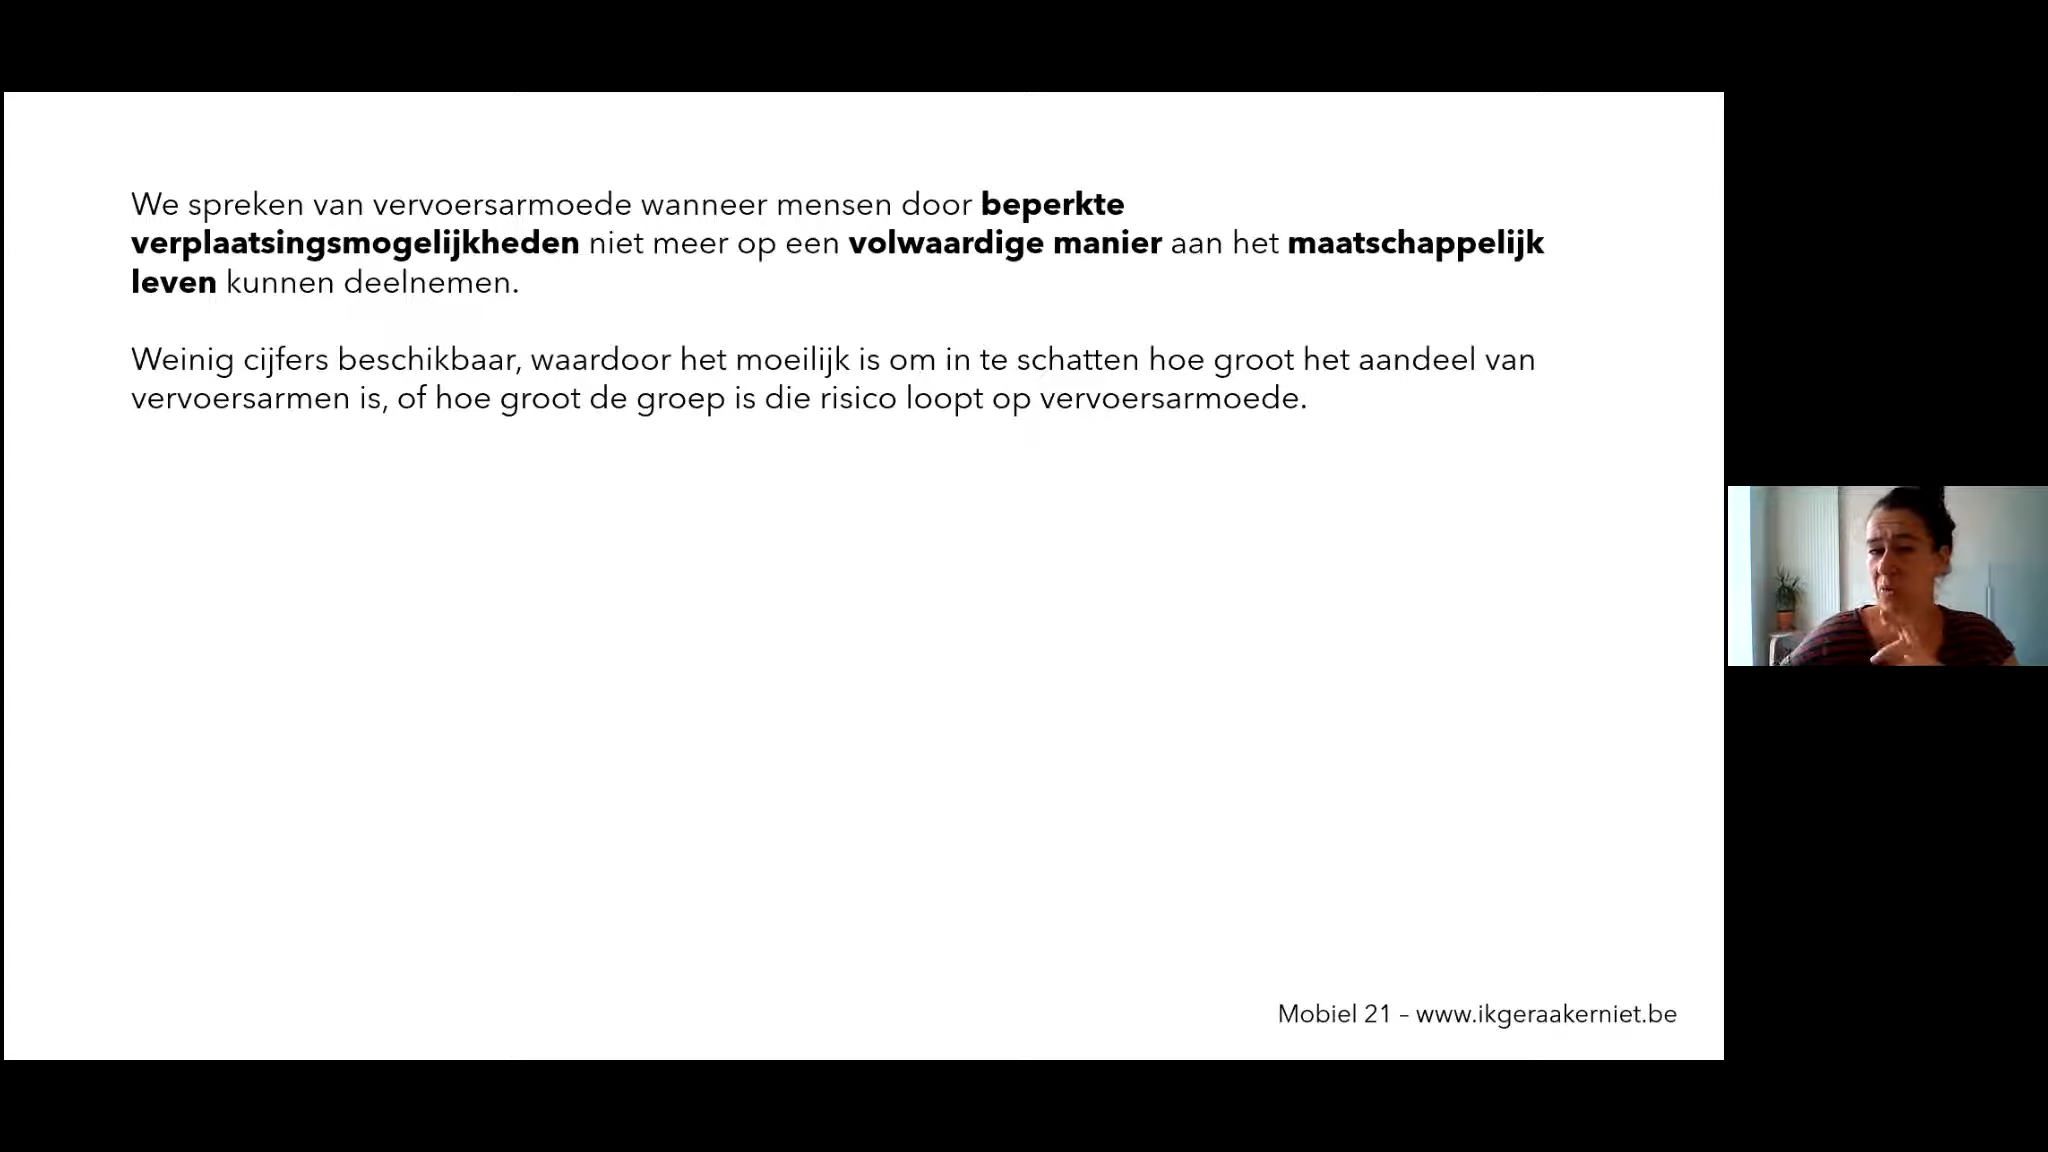 We spreken van vervoersarmoede wanneer mensen door beperkte
verplaatsingsmogelijkheden niet meer op een volwaardige manier aan het maatschappelijk
leven kunnen deelnemen.
Weinig cijfers beschikbaar, waardoor het moeilijk is om in te schatten hoe groot het aandeel van
vervoersarmen is, of hoe groot de groep is die risico loopt op vervoersarmoede.
Mobiel 21 – www.ikgeraakerniet.be